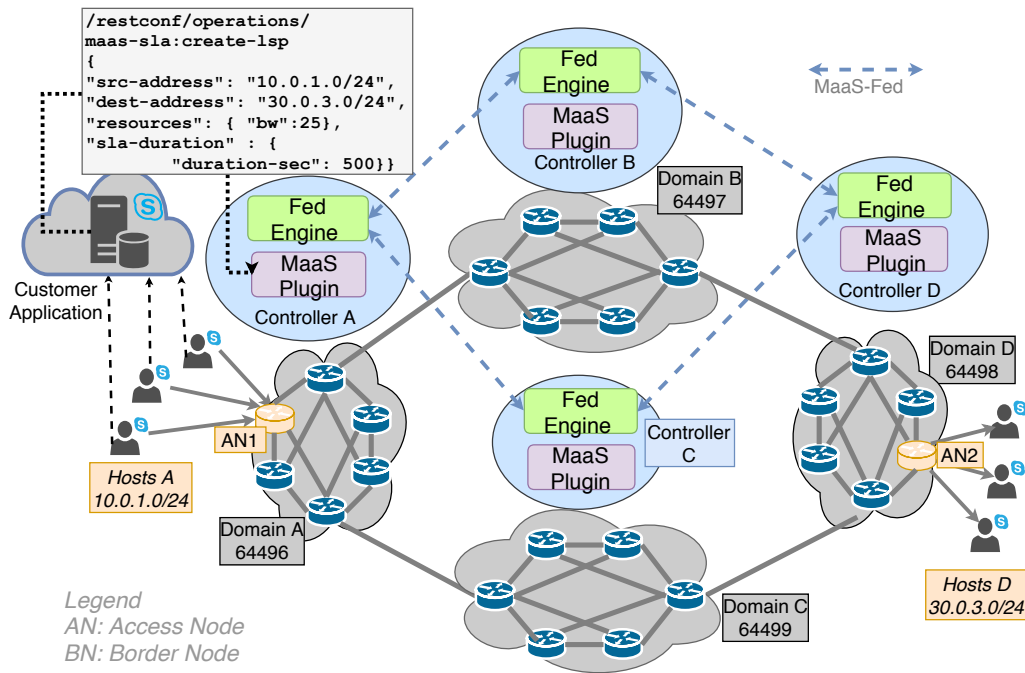 /restconf/operations/
maas-sla:create-lsp
{
"src-address": "10.0.1.0/24",
"dest-address": "30.0.3.0/24",
"resources": { "bw":25},
"sla-duration" : {
"duration-sec": 500}}
Fed
Engine
MaaS
Plugin
Controller B
MaaS-Fed
Domain B
64497
Fed
Engine
MaaS
Plugin
Controller A
Fed
Engine
MaaS
Plugin
Controller D
S
Customer
Application
S
S
S
AN1
Hosts A
10.0.1.0/24
Domain A
64496
Fed
Engine
MaaS
Plugin
Controller
C
Domain D
64498
AN2
S
S
S
Hosts D
30.0.3.0/24
Domain C
64499
Legend
AN: Access Node
BN: Border Node